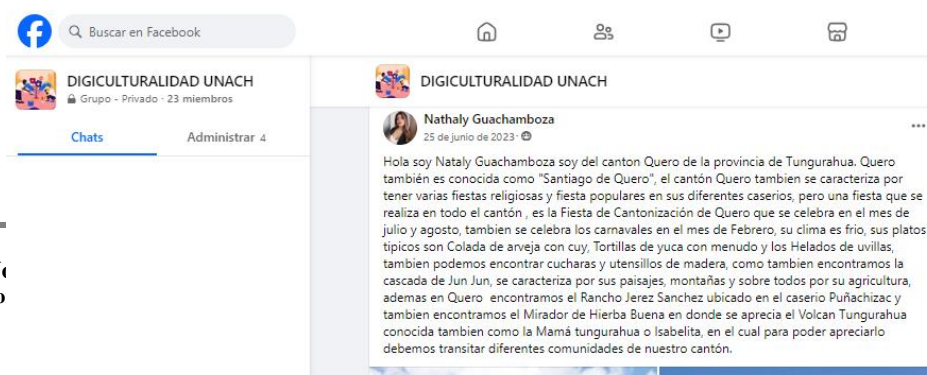 Buscar en Facebook
DIGICULTURALIDAD UNACH
Grupo - Privado · 23 miembros
Chats
Administrar 4
DIGICULTURALIDAD UNACH
Nathaly Guachamboza
25 de junio de 2023 ·
Hola soy Nataly Guachamboza soy del canton Quero de la provincia de Tungurahua. Quero
también es conocida como "Santiago de Quero", el cantón Quero tambien se caracteriza por
tener varias fiestas religiosas y fiesta populares en sus diferentes caserios, pero una fiesta que se
realiza en todo el cantón , es la Fiesta de Cantonización de Quero que se celebra en el mes de
julio y agosto, tambien se celebra los carnavales en el mes de Febrero, su clima es frio, sus platos
tipicos son Colada de arveja con cuy, Tortillas de yuca con menudo y los Helados de uvillas,
tambien podemos encontrar cucharas y utensillos de madera, como tambien encontramos la
cascada de Jun Jun, se caracteriza por sus paisajes, montañas y sobre todos por su agricultura,
ademas en Quero encontramos el Rancho Jerez Sanchez ubicado en el caserio Puñachizac y
tambien encontramos el Mirador de Hierba Buena en donde se aprecia el Volcan Tungurahua
conocida tambien como la Mamá tungurahua o Isabelita, en el cual para poder apreciarlo
debemos transitar diferentes comunidades de nuestro cantón.